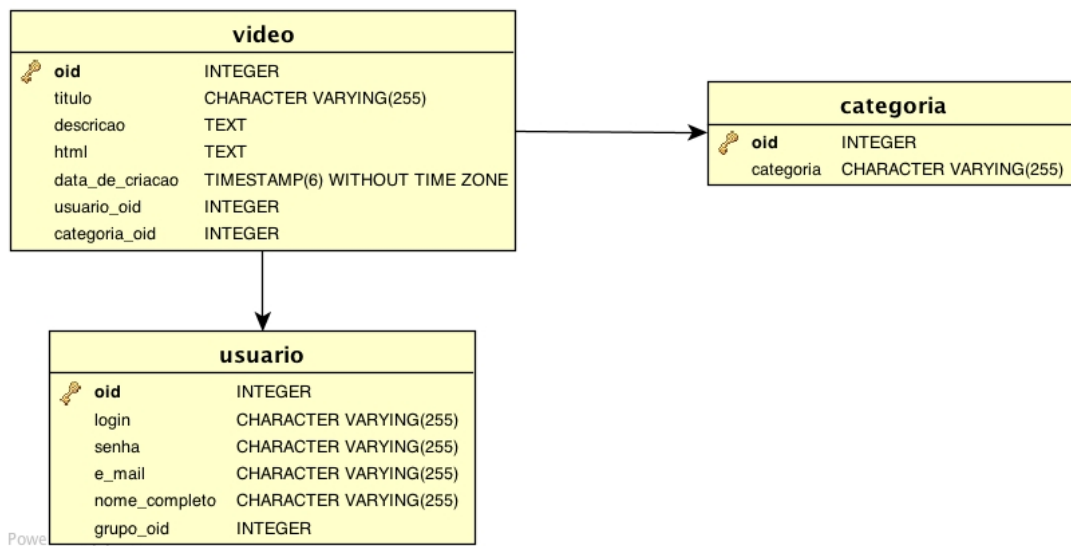 video
oid INTEGER
titulo CHARACTER VARYING(255)
descricao TEXT
html TEXT
data_de_criacao TIMESTAMP(6) WITHOUT TIME ZONE
usuario_oid INTEGER
categoria_oid INTEGER
categoria
oid INTEGER
categoria CHARACTER VARYING(255)
usuario
oid INTEGER
login CHARACTER VARYING(255)
senha CHARACTER VARYING(255)
e_mail CHARACTER VARYING(255)
nome_completo CHARACTER VARYING(255)
grupo_oid INTEGER
Powe